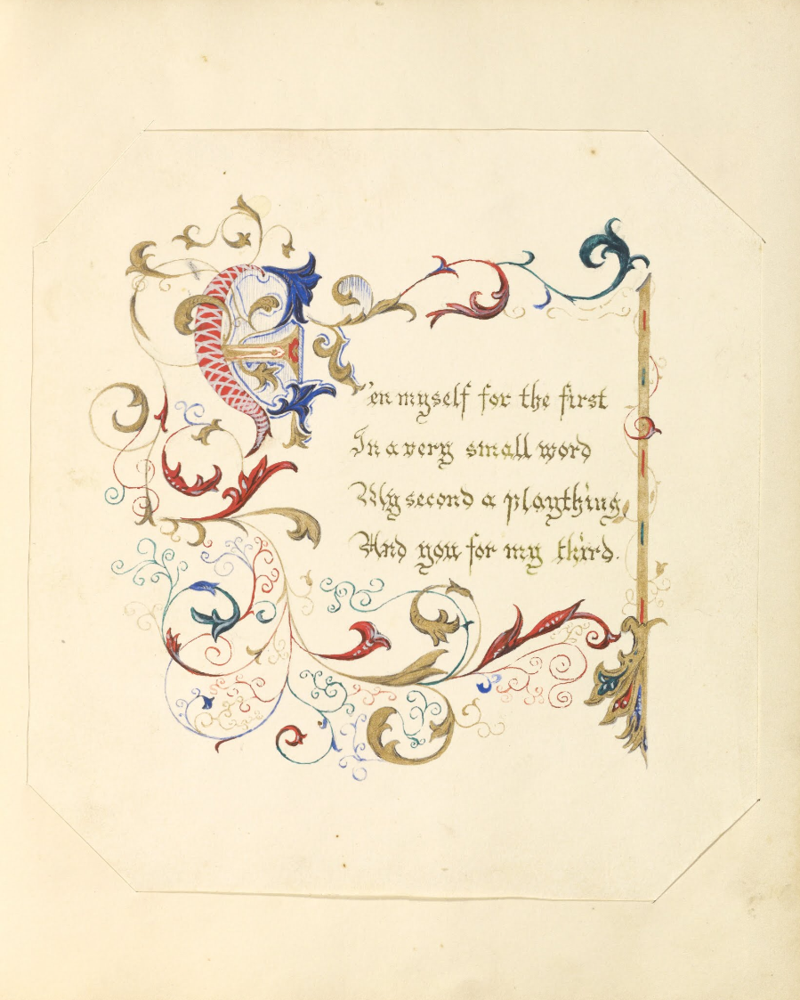 E'en myself for the first
In a very small word
My second a plaything,
And you for my third.